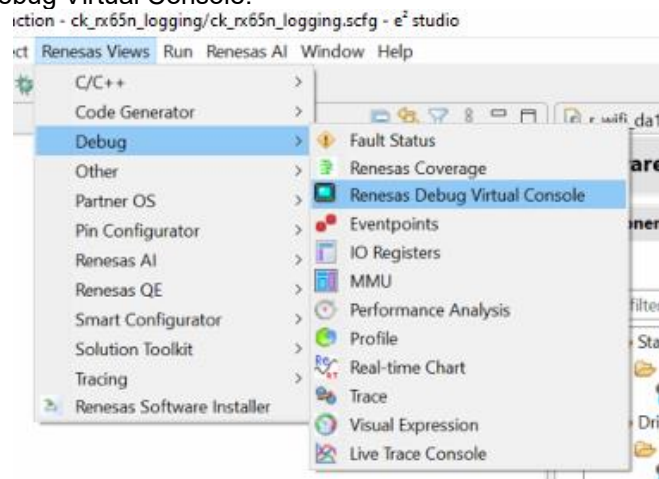 Debug Virtual Console.
ction - ck_rx65n_logging/ck_rx65n_logging.scfg - e² studio
ct Renesas Views Run Renesas AI Window Help
C/C++ >
Code Generator >
Debug >
Other >
Partner OS >
Pin Configurator >
Renesas AI >
Renesas QE >
Smart Configurator >
Solution Toolkit >
Tracing >
Renesas Software Installer
Fault Status
Renesas Coverage
Renesas Debug Virtual Console
Eventpoints
IO Registers
MMU
Performance Analysis
Profile
Real-time Chart
Trace
Visual Expression
Live Trace Console
r_wifi_da1
are
oner
filte
Sta
Dri